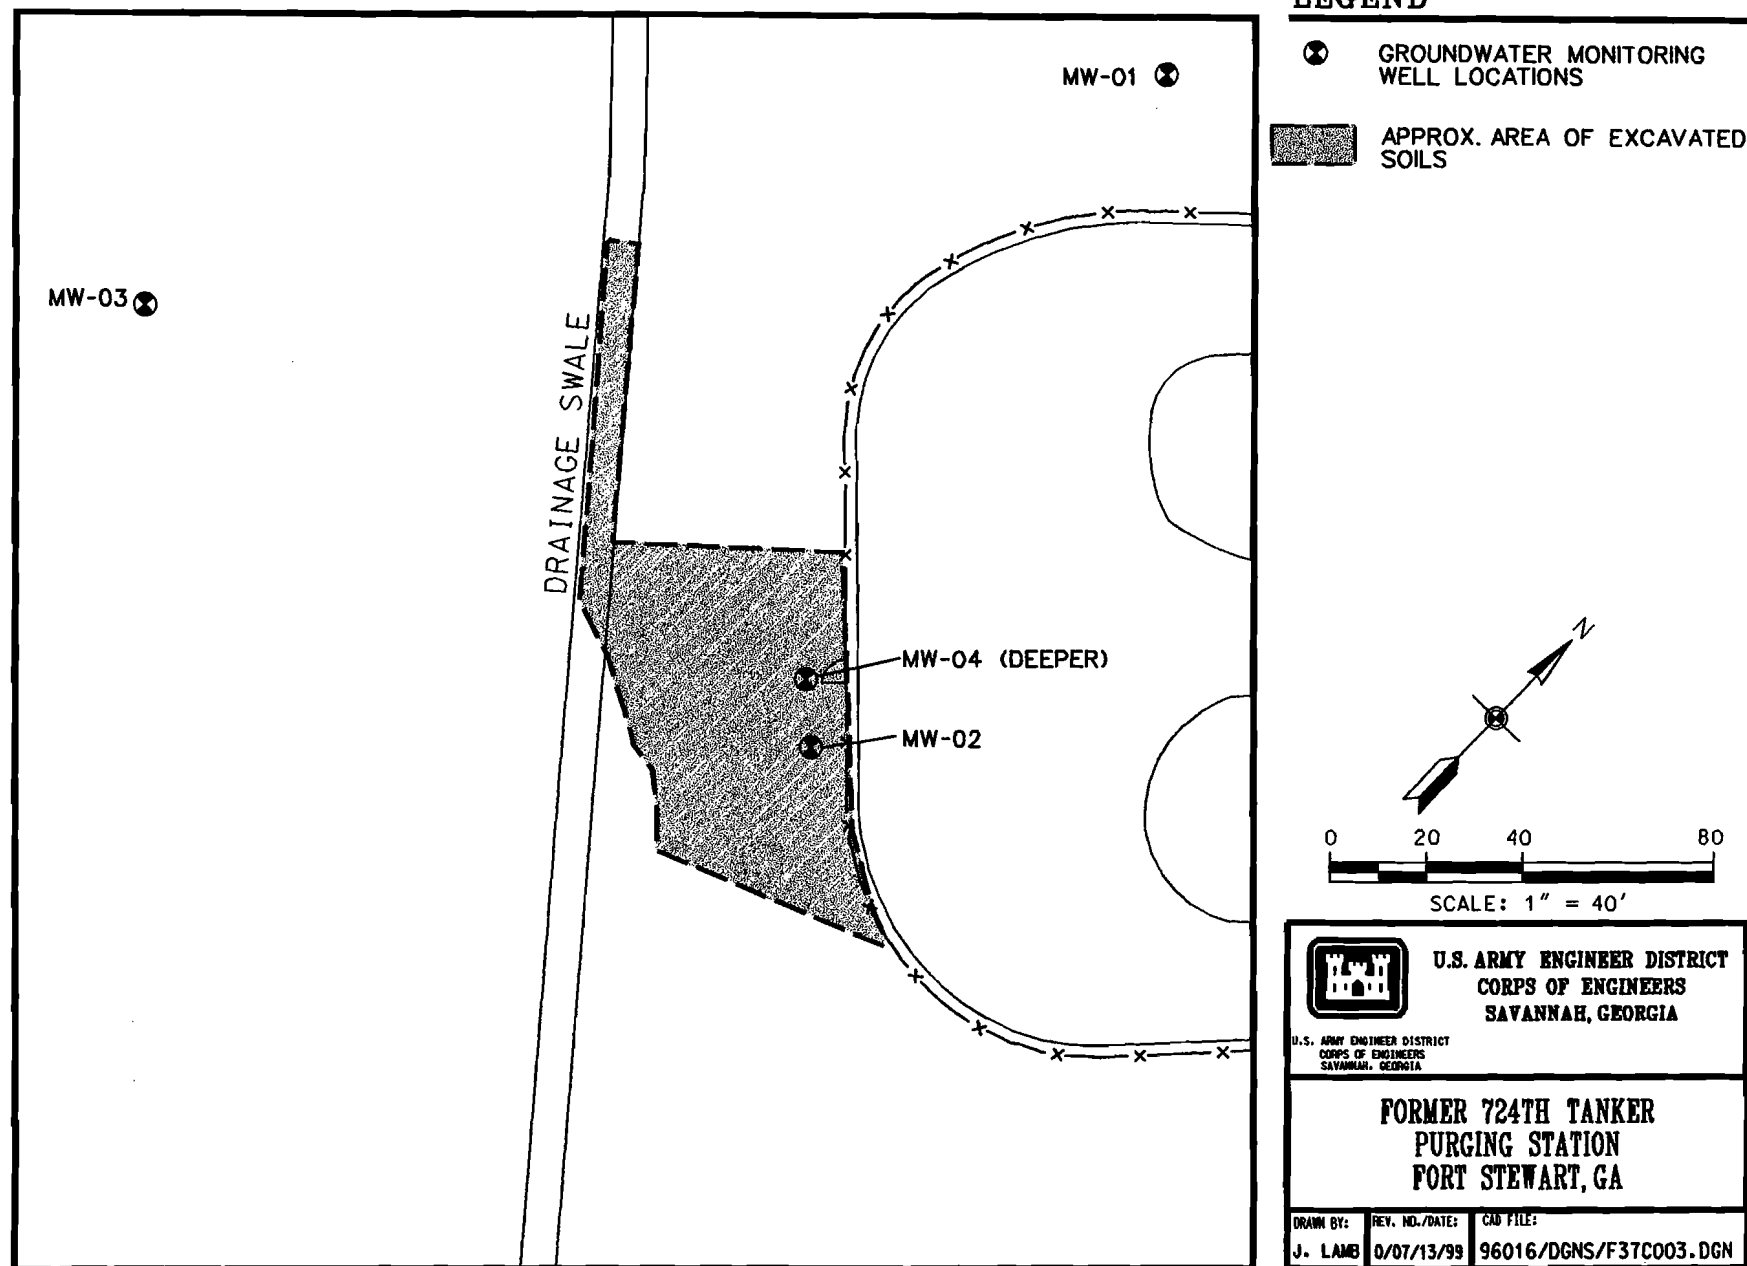 LEGEND
GROUNDWATER MONITORING
WELL LOCATIONS
APPROX. AREA OF EXCAVATED
SOILS
MW-01
MW-03
DRAINAGE SWALE
MW-04 (DEEPER)
MW-02
N
0 20 40 80
SCALE: 1" = 40'
U.S. ARMY ENGINEER DISTRICT
CORPS OF ENGINEERS
SAVANNAH, GEORGIA
U.S. ARMY ENGINEER DISTRICT
CORPS OF ENGINEERS
SAVANNAH, GEORGIA
FORMER 724TH TANKER
PURGING STATION
FORT STEWART, GA
DRAWN BY:
J. LAMB
REV. NO./DATE:
0/07/13/99
CAD FILE:
96016/DGNS/F37C003.DGN